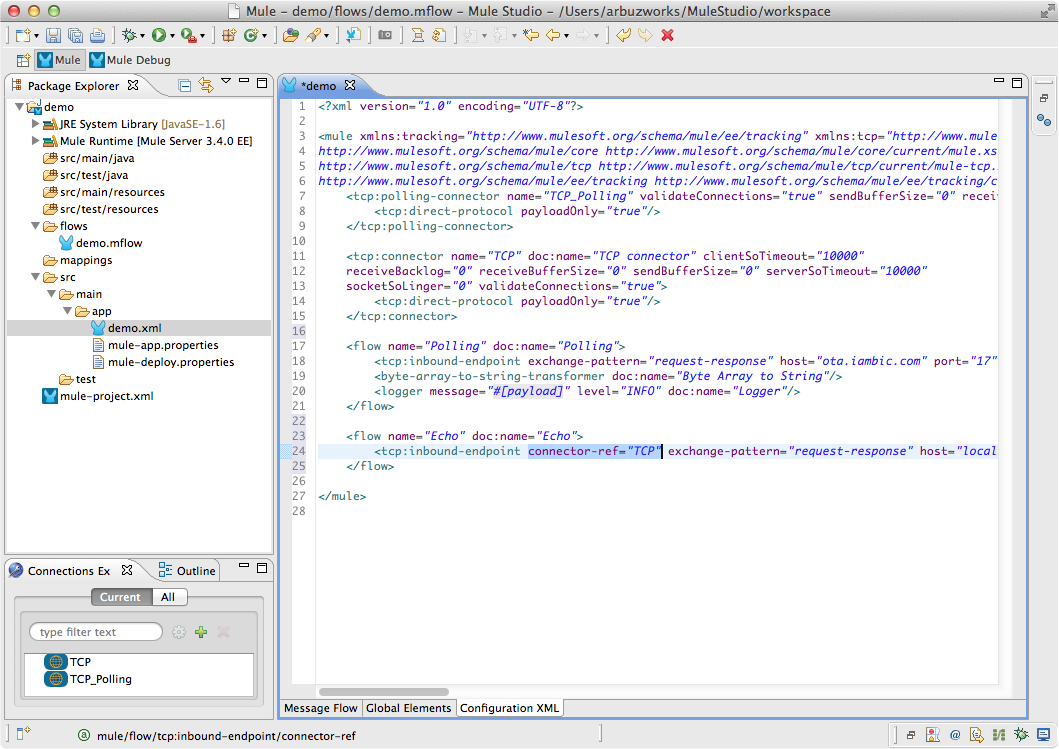 Mule – demo/flows/demo.mflow – Mule Studio – /Users/arbuzworks/MuleStudio/workspace
Mule
Mule Debug
Package Explorer
demo
JRE System Library [JavaSE-1.6]
Mule Runtime [Mule Server 3.4.0 EE]
src/main/java
src/test/java
src/main/resources
src/test/resources
flows
demo.mflow
mappings
src
main
app
demo.xml
mule-app.properties
mule-deploy.properties
test
mule-project.xml
Connections Ex
Outline
Current
All
type filter text
TCP
TCP_Polling
*demo
1 <?xml version="1.0" encoding="UTF-8"?>
2
3 <mule xmlns:tracking="http://www.mulesoft.org/schema/mule/ee/tracking" xmlns:tcp="http://www.mule
4 http://www.mulesoft.org/schema/mule/core http://www.mulesoft.org/schema/mule/core/current/mule.xs
5 http://www.mulesoft.org/schema/mule/tcp http://www.mulesoft.org/schema/mule/tcp/current/mule-tcp.
6 http://www.mulesoft.org/schema/mule/ee/tracking http://www.mulesoft.org/schema/mule/ee/tracking/c
7 <tcp:polling-connector name="TCP_Polling" validateConnections="true" sendBufferSize="0" recei
8 <tcp:direct-protocol payloadOnly="true"/>
9 </tcp:polling-connector>
10
11 <tcp:connector name="TCP" doc:name="TCP connector" clientSoTimeout="10000"
12 receiveBacklog="0" receiveBufferSize="0" sendBufferSize="0" serverSoTimeout="10000"
13 socketSoLinger="0" validateConnections="true">
14 <tcp:direct-protocol payloadOnly="true"/>
15 </tcp:connector>
16
17 <flow name="Polling" doc:name="Polling">
18 <tcp:inbound-endpoint exchange-pattern="request-response" host="ota.iambic.com" port="17"
19 <byte-array-to-string-transformer doc:name="Byte Array to String"/>
20 <logger message="#[payload]" level="INFO" doc:name="Logger"/>
21 </flow>
22
23 <flow name="Echo" doc:name="Echo">
24 <tcp:inbound-endpoint connector-ref="TCP" exchange-pattern="request-response" host="local
25 </flow>
26
27 </mule>
28
Message Flow
Global Elements
Configuration XML
mule/flow/tcp:inbound-endpoint/connector-ref